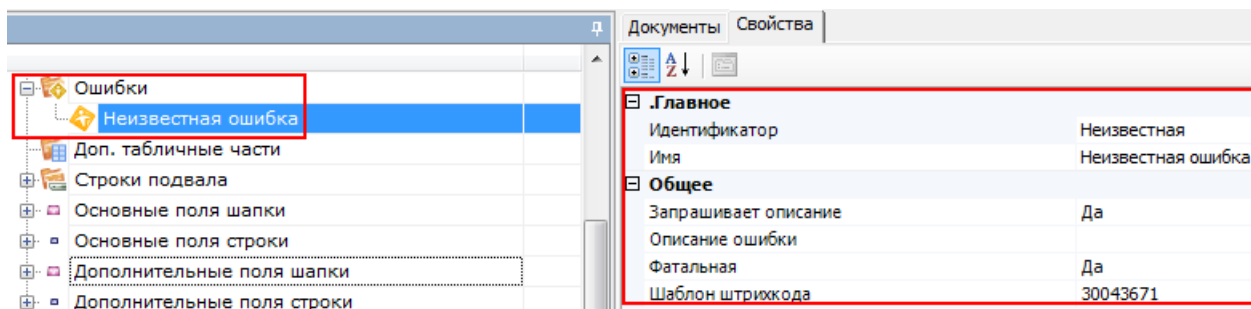 Документы Свойства
Ошибки
Неизвестная ошибка
Доп. табличные части
Строки подвала
Основные поля шапки
Основные поля строки
Дополнительные поля шапки
Дополнительные поля строки
A
Z
.Главное
Идентификатор Неизвестная
Имя Неизвестная ошибка
Общее
Запрашивает описание Да
Описание ошибки
Фатальная Да
Шаблон штрихкода 30043671